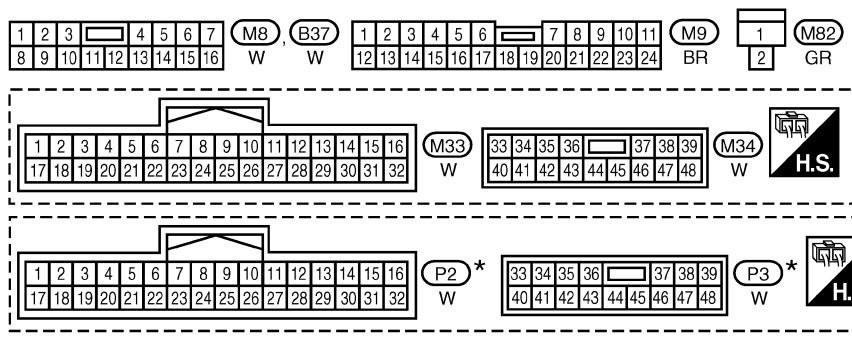 1 2 3 4 5 6 7 M8 , B37 1 2 3 4 5 6 7 8 9 10 11 M9 1 M82
8 9 10 11 12 13 14 15 16 W W 12 13 14 15 16 17 18 19 20 21 22 23 24 BR 2 GR
1 2 3 4 5 6 7 8 9 10 11 12 13 14 15 16 M33 33 34 35 36 37 38 39 M34
17 18 19 20 21 22 23 24 25 26 27 28 29 30 31 32 W 40 41 42 43 44 45 46 47 48 W H.S.
1 2 3 4 5 6 7 8 9 10 11 12 13 14 15 16 P2 * 33 34 35 36 37 38 39 P3 *
17 18 19 20 21 22 23 24 25 26 27 28 29 30 31 32 W 40 41 42 43 44 45 46 47 48 W H.